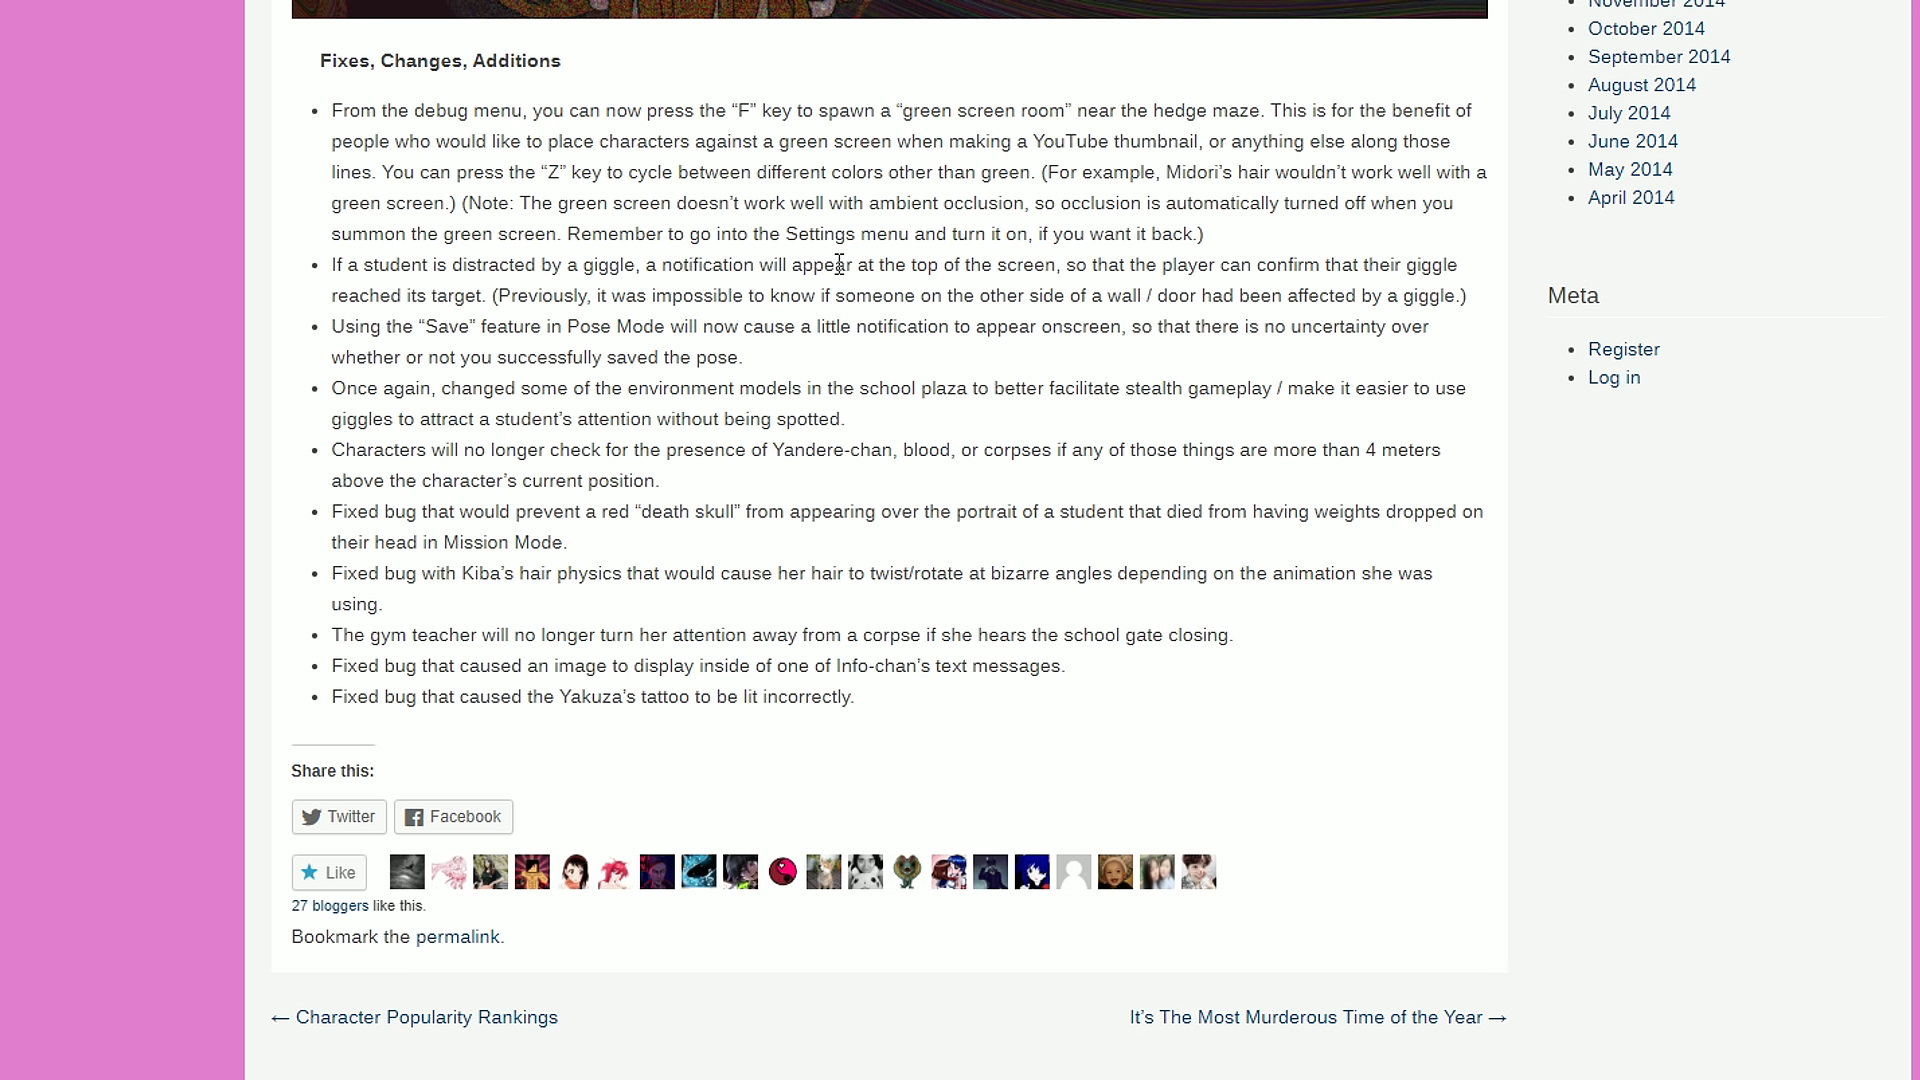 Fixes, Changes, Additions
From the debug menu, you can now press the “F” key to spawn a “green screen room” near the hedge maze. This is for the benefit of
people who would like to place characters against a green screen when making a YouTube thumbnail, or anything else along those
lines. You can press the “Z” key to cycle between different colors other than green. (For example, Midori’s hair wouldn’t work well with a
green screen.) (Note: The green screen doesn’t work well with ambient occlusion, so occlusion is automatically turned off when you
summon the green screen. Remember to go into the Settings menu and turn it on, if you want it back.)
If a student is distracted by a giggle, a notification will appear at the top of the screen, so that the player can confirm that their giggle
reached its target. (Previously, it was impossible to know if someone on the other side of a wall / door had been affected by a giggle.)
Using the “Save” feature in Pose Mode will now cause a little notification to appear onscreen, so that there is no uncertainty over
whether or not you successfully saved the pose.
Once again, changed some of the environment models in the school plaza to better facilitate stealth gameplay / make it easier to use
giggles to attract a student’s attention without being spotted.
Characters will no longer check for the presence of Yandere-chan, blood, or corpses if any of those things are more than 4 meters
above the character’s current position.
Fixed bug that would prevent a red “death skull” from appearing over the portrait of a student that died from having weights dropped on
their head in Mission Mode.
Fixed bug with Kiba’s hair physics that would cause her hair to twist/rotate at bizarre angles depending on the animation she was
using.
The gym teacher will no longer turn her attention away from a corpse if she hears the school gate closing.
Fixed bug that caused an image to display inside of one of Info-chan’s text messages.
Fixed bug that caused the Yakuza’s tattoo to be lit incorrectly.
Share this:
Twitter Facebook
Like
27 bloggers like this.
Bookmark the permalink.
← Character Popularity Rankings
It’s The Most Murderous Time of the Year →
November 2014
October 2014
September 2014
August 2014
July 2014
June 2014
May 2014
April 2014
Meta
Register
Log in